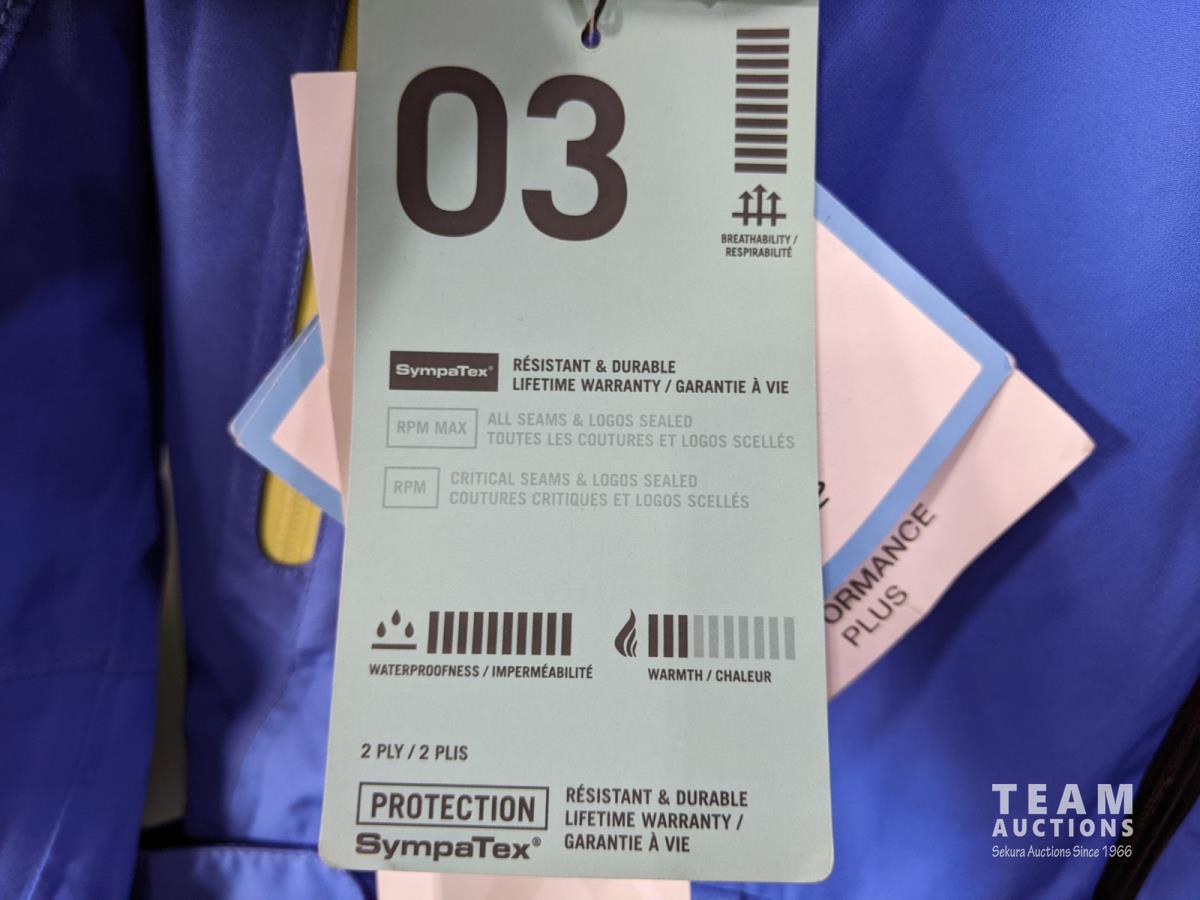 03
BREATHABILITY /
RESPIRABILITÉ
SympaTex®
RÉSISTANT & DURABLE
LIFETIME WARRANTY / GARANTIE À VIE
RPM MAX
ALL SEAMS & LOGOS SEALED
TOUTES LES COUTURES ET LOGOS SCELLÉS
RPM
CRITICAL SEAMS & LOGOS SEALED
COUTURES CRITIQUES ET LOGOS SCELLÉS
ORMANCE
PLUS
WATERPROOFNESS / IMPERMÉABILITÉ
WARMTH / CHALEUR
2 PLY / 2 PLIS
PROTECTION
SympaTex®
RÉSISTANT & DURABLE
LIFETIME WARRANTY /
GARANTIE À VIE
TEAM
AUCTIONS
Sekura Auctions Since 1966